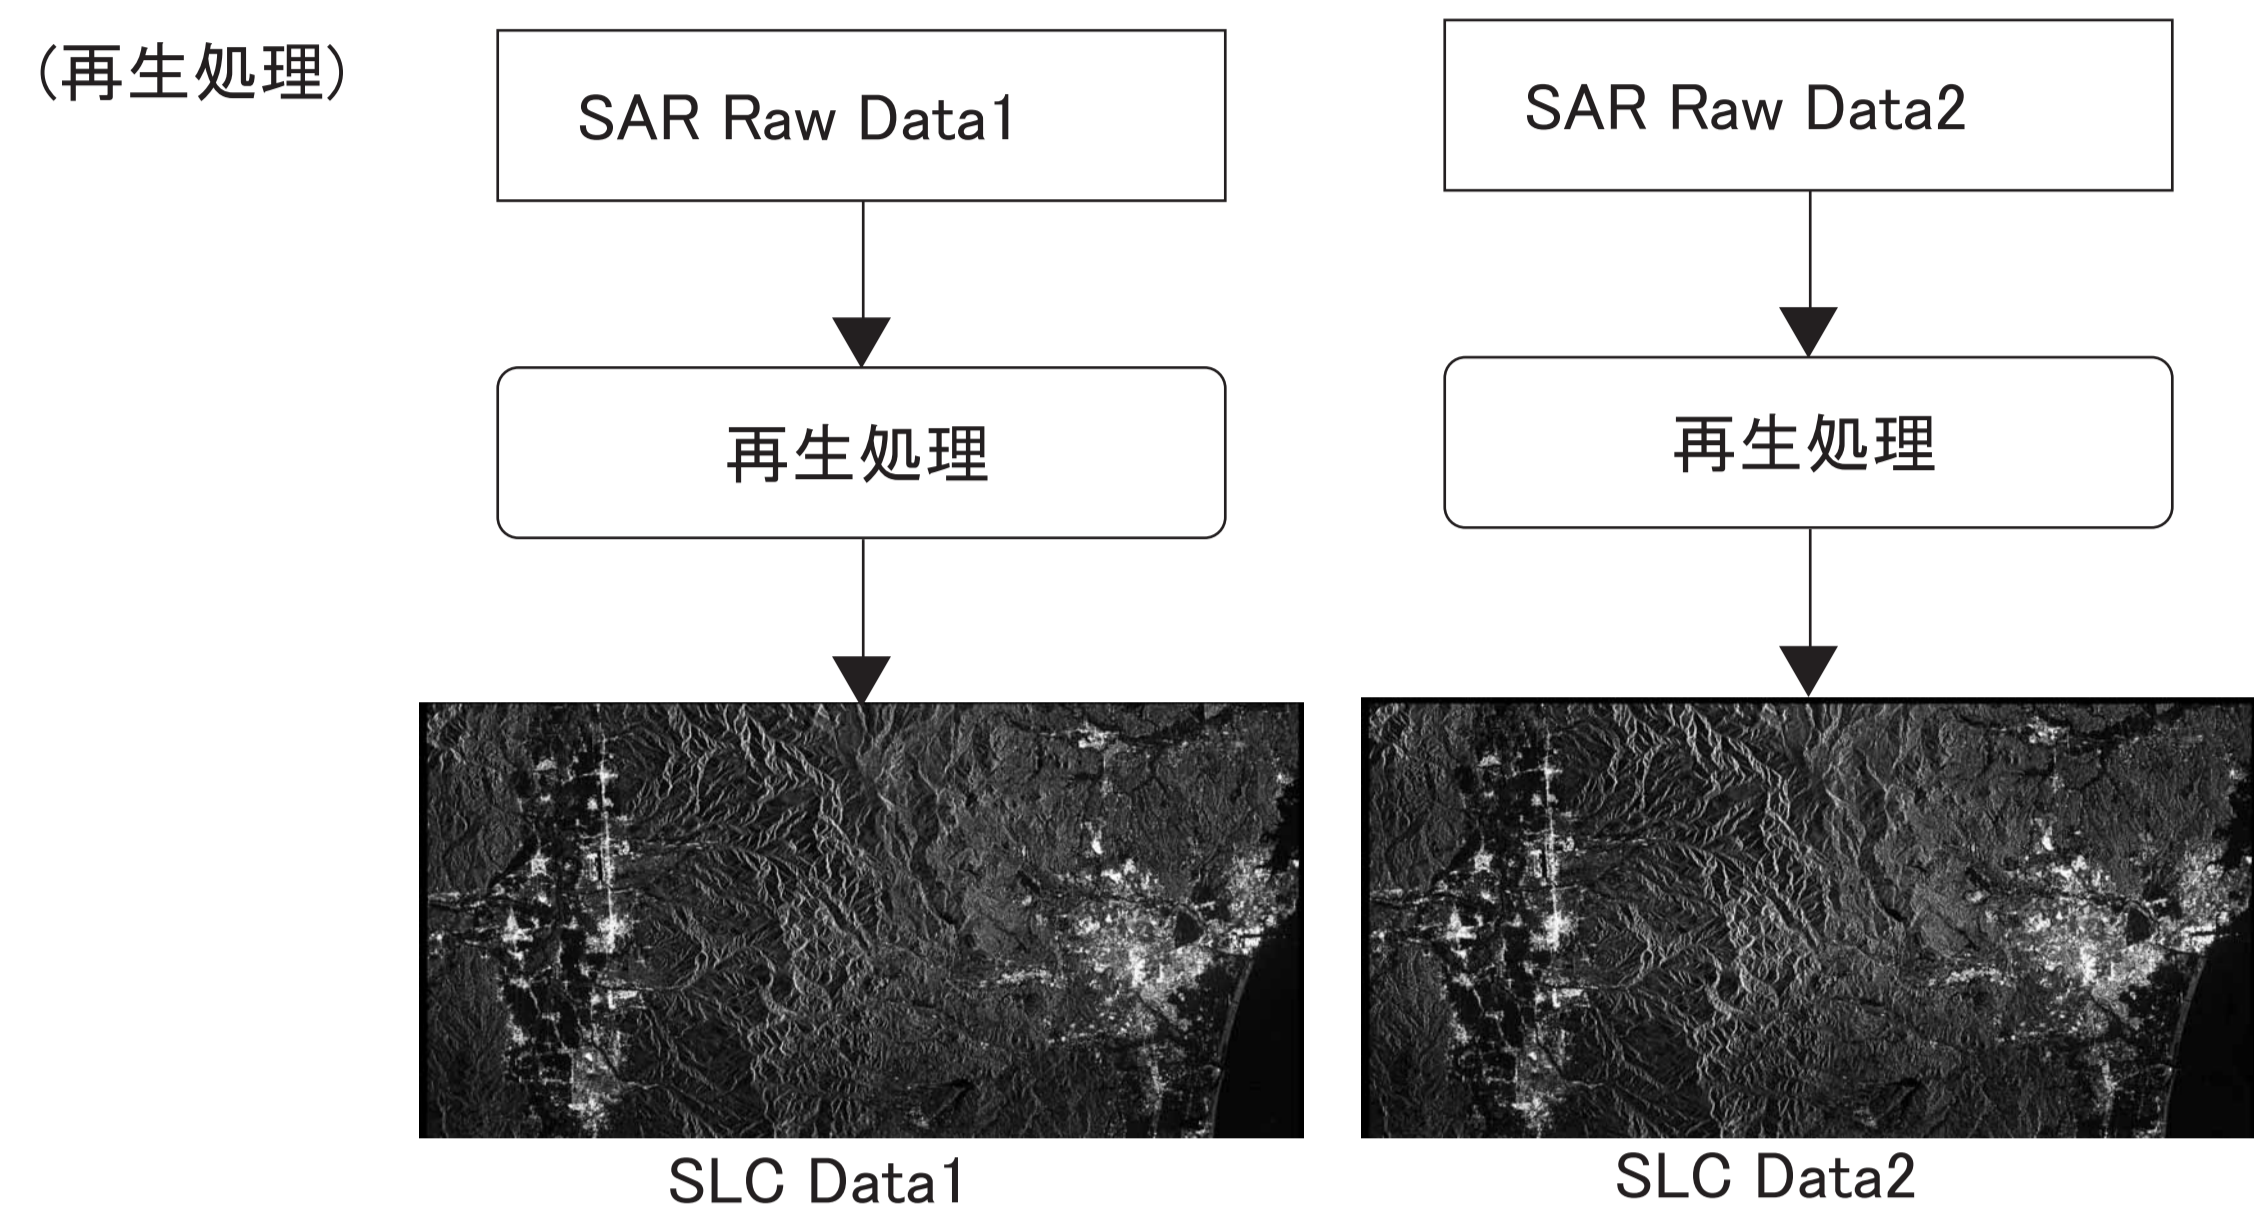 (再生処理)
SAR Raw Data1
SAR Raw Data2
再生処理
再生処理
SLC Data1
SLC Data2